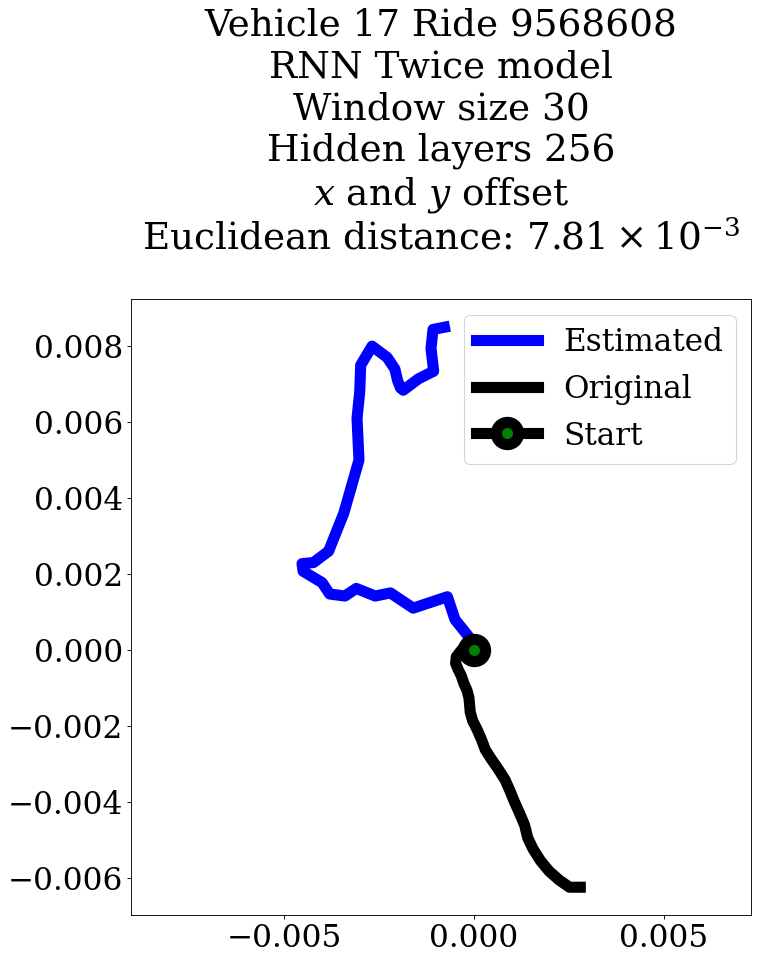 Vehicle 17 Ride 9568608
RNN Twice model
Window size 30
Hidden layers 256
x and y offset
Euclidean distance: 7.81 × 10⁻³
Estimated
Original
Start
0.008
0.006
0.004
0.002
0.000
−0.002
−0.004
−0.006
−0.005 0.000 0.005